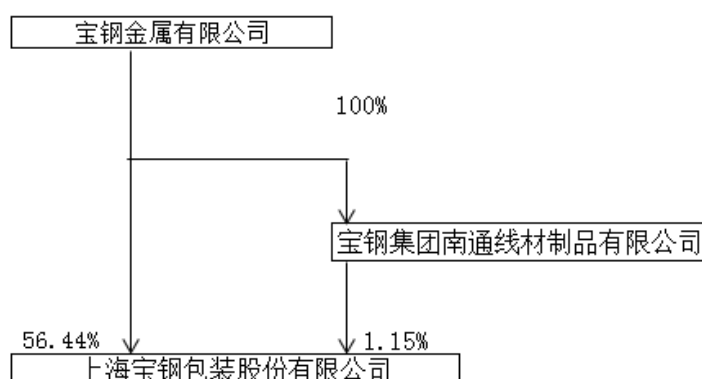 宝钢金属有限公司
100%
宝钢集团南通线材制品有限公司
56.44%
1.15%
上海宝钢包装股份有限公司